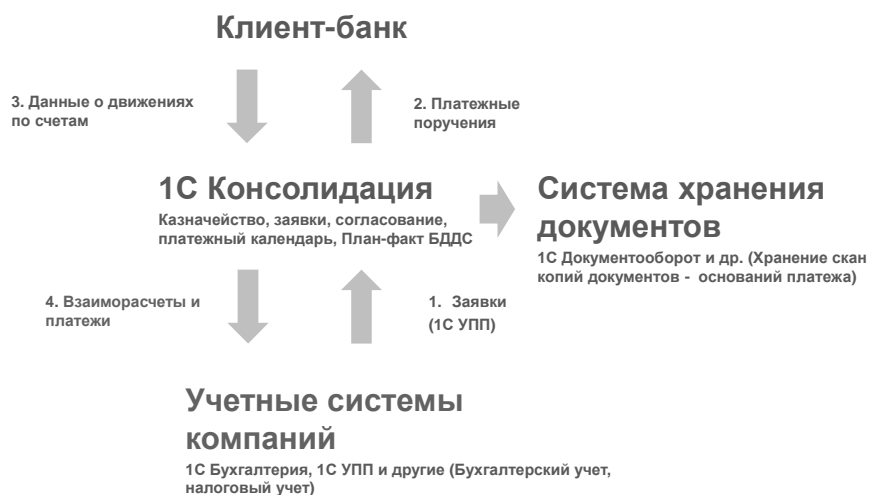 Клиент-банк
3. Данные о движениях
по счетам
2. Платежные
поручения
1С Консолидация
Казначейство, заявки, согласование,
платежный календарь, План-факт БДДС
Система хранения
документов
1С Документооборот и др. (Хранение скан
копий документов - оснований платежа)
4. Взаиморасчеты и
платежи
1. Заявки
(1С УПП)
Учетные системы
компаний
1С Бухгалтерия, 1С УПП и другие (Бухгалтерский учет,
налоговый учет)